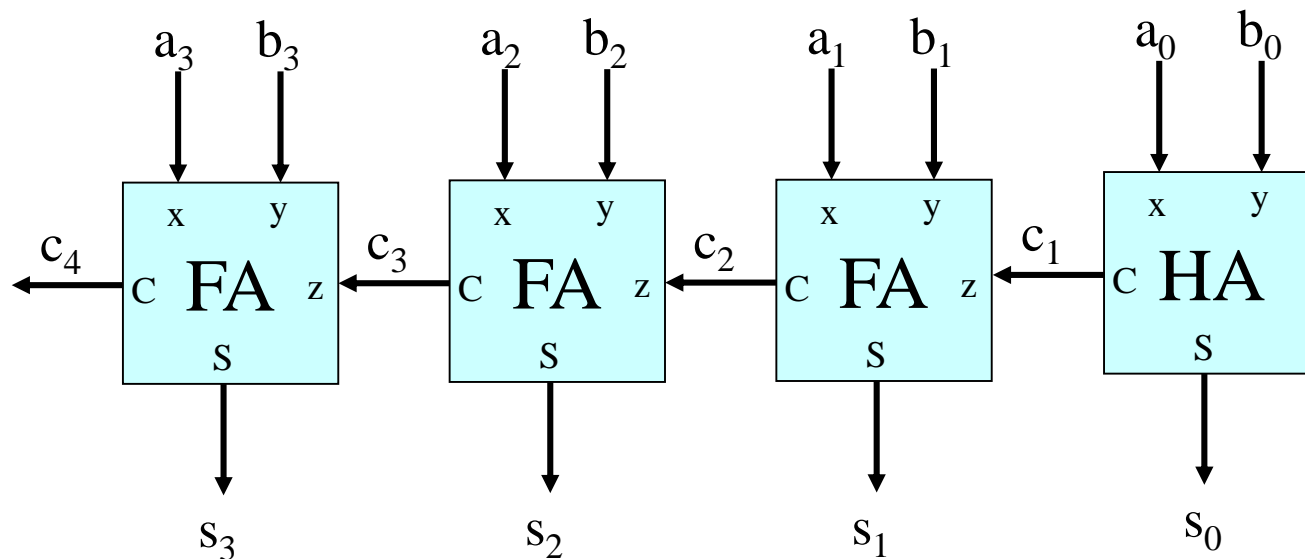 a₃ b₃ a₂ b₂ a₁ b₁ a₀ b₀
x y x y x y x y
c₄ C FA z c₃ C FA z c₂ C FA z c₁ C HA
S S S S
s₃ s₂ s₁ s₀